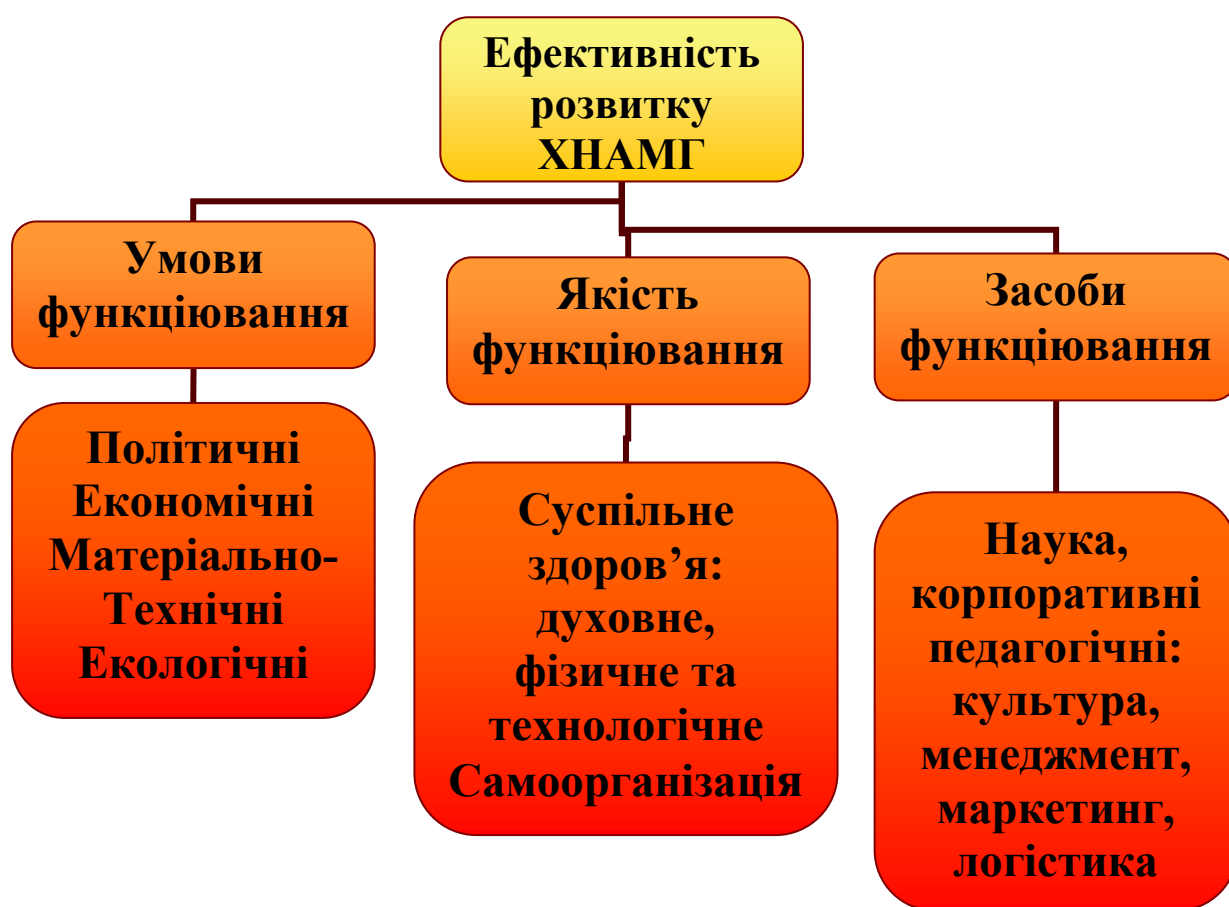 Ефективність
розвитку
ХНАМГ
Умови
функціювання
Якість
функціювання
Засоби
функціювання
Політичні
Економічні
Матеріально-
Технічні
Екологічні
Суспільне
здоров’я:
духовне,
фізичне та
технологічне
Самоорганізація
Наука,
корпоративні
педагогічні:
культура,
менеджмент,
маркетинг,
логістика